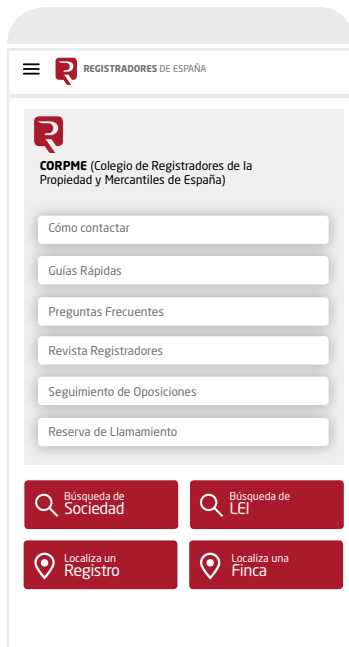 REGISTRADORES DE ESPAÑA
CORPME (Colegio de Registradores de la
Propiedad y Mercantiles de España)
Cómo contactar
Guías Rápidas
Preguntas Frecuentes
Revista Registradores
Seguimiento de Oposiciones
Reserva de Llamamiento
Búsqueda de
Sociedad
Búsqueda de
LEI
Localiza un
Registro
Localiza una
Finca